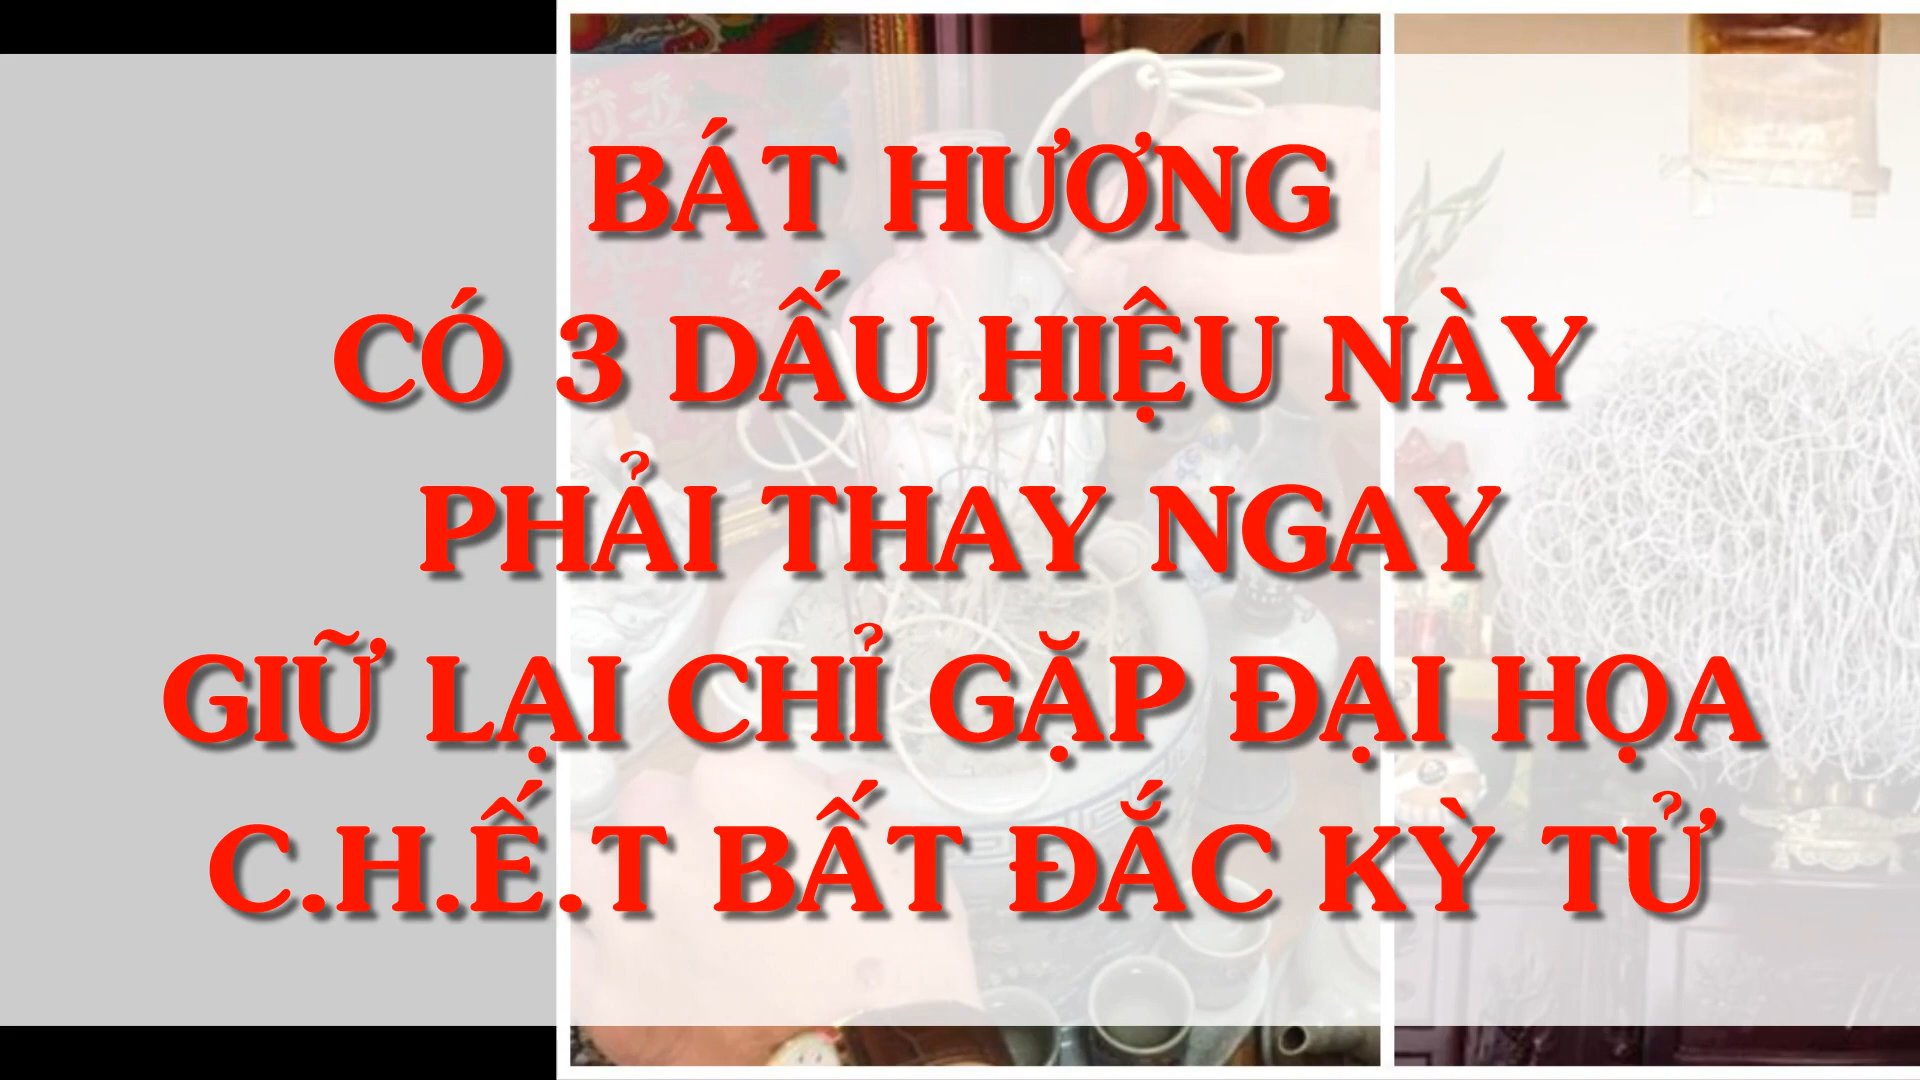 BÁT HƯƠNG
CÓ 3 DẤU HIỆU NÀY
PHẢI THAY NGAY
GIỮ LẠI CHỈ GẶP ĐẠI HỌA
C.H.Ế.T BẤT ĐẮC KỲ TỬ